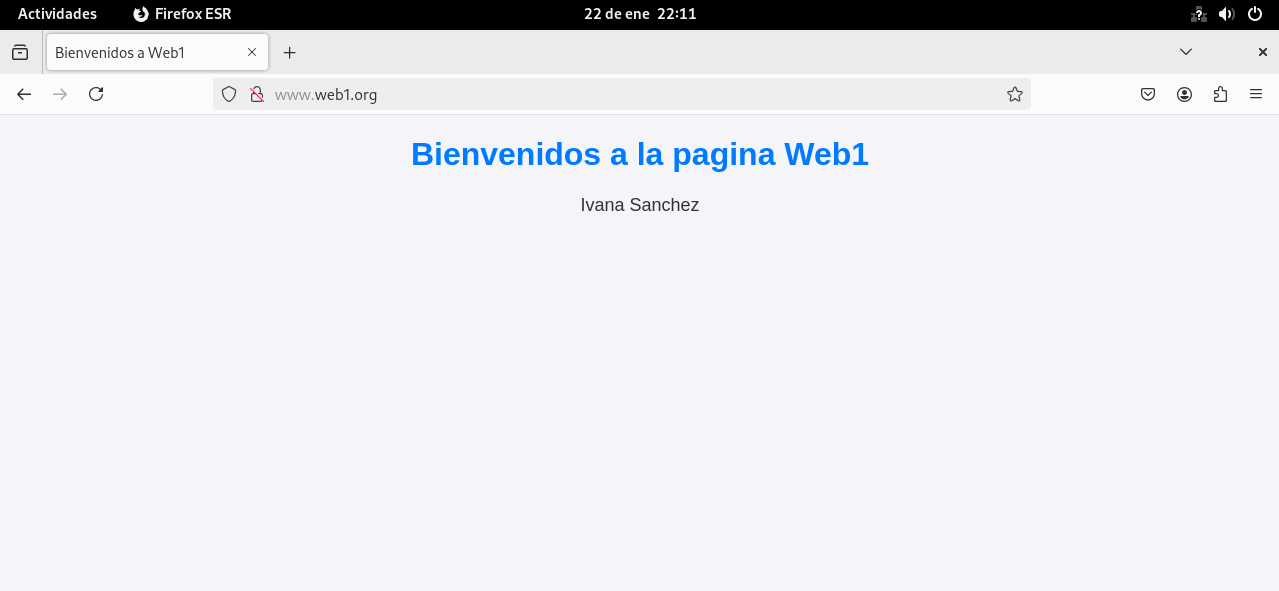 Actividades Firefox ESR 22 de ene 22:11
Bienvenidos a Web1
www.web1.org
Bienvenidos a la pagina Web1
Ivana Sanchez